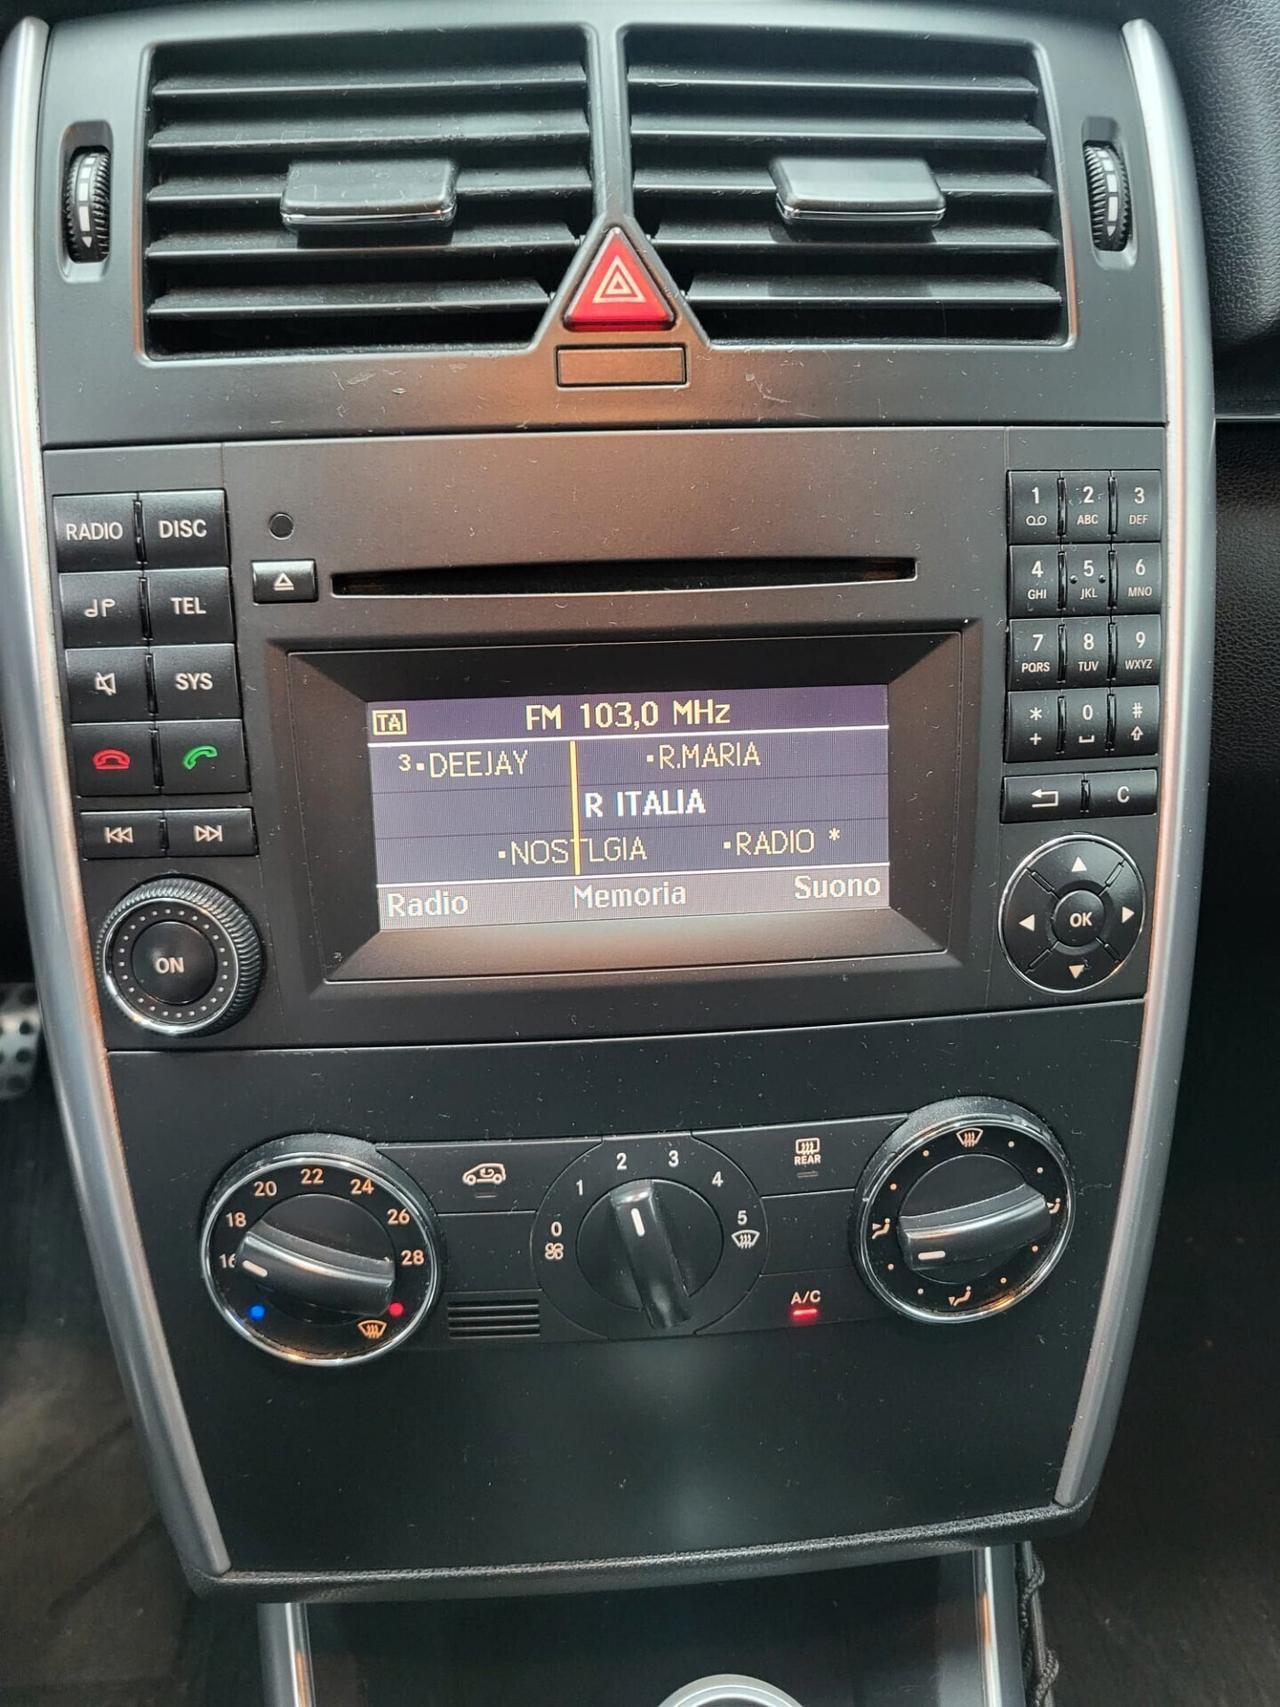 RADIO DISC
TEL
SYS
ON
1 2 ABC 3 DEF
4 GHI 5 JKL 6 MNO
7 PQRS 8 TUV 9 WXYZ
* + 0 #
C
OK
TA FM 103,0 MHz
3·DEEJAY ·R.MARIA
R ITALIA
·NOSTLGIA ·RADIO *
Radio Memoria Suono
16 18 20 22 24 26 28
0 1 2 3 4 5
REAR
A/C